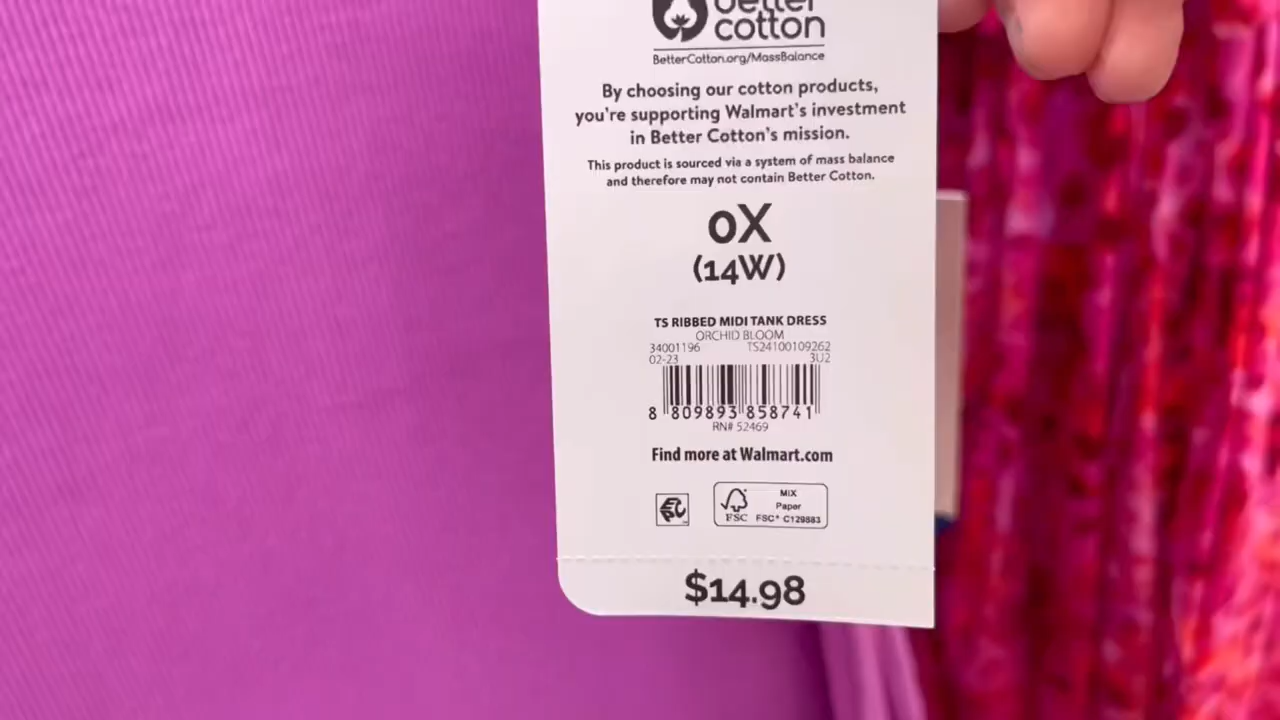 better
cotton
BetterCotton.org/MassBalance
By choosing our cotton products,
you're supporting Walmart's investment
in Better Cotton's mission.
This product is sourced via a system of mass balance
and therefore may not contain Better Cotton.
0X
(14W)
TS RIBBED MIDI TANK DRESS
ORCHID BLOOM
34001196 TS24100109262
02-23 3U2
8 809893 858741
RN# 52469
Find more at Walmart.com
MIX
Paper
FSC FSC® C129883
$14.98